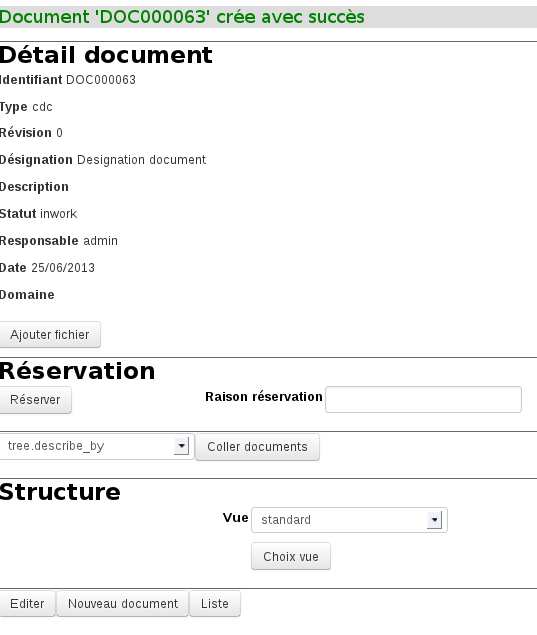 Document 'DOC000063' crée avec succès
Détail document
Identifiant DOC000063
Type cdc
Révision 0
Désignation Designation document
Description
Statut inwork
Responsable admin
Date 25/06/2013
Domaine
Ajouter fichier
Réservation
Réserver Raison réservation
tree.describe_by Coller documents
Structure
Vue standard
Choix vue
Editer Nouveau document Liste